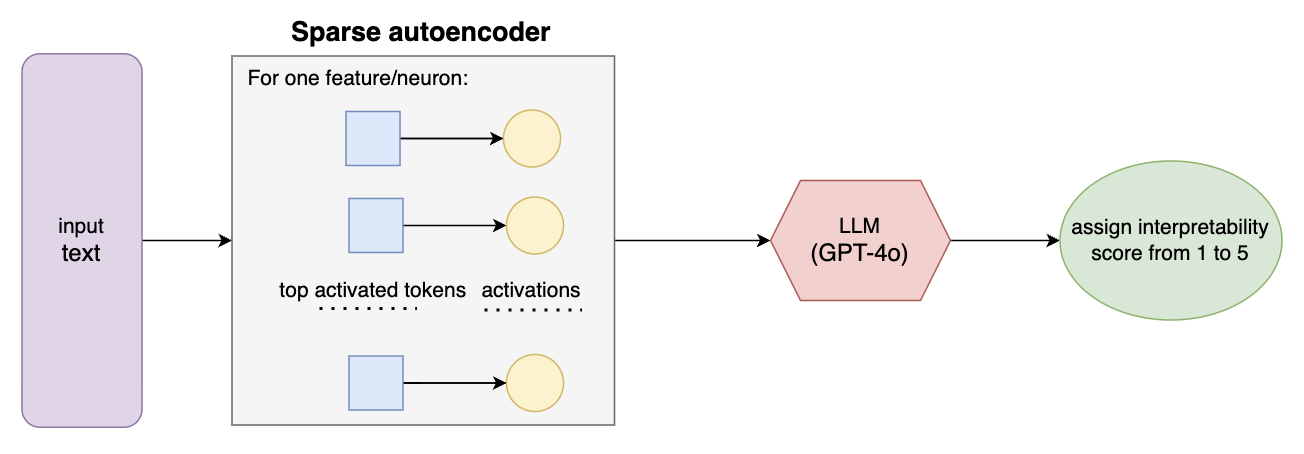 Sparse autoencoder
For one feature/neuron:
input
text
top activated tokens
activations
LLM
(GPT-4o)
assign interpretability
score from 1 to 5